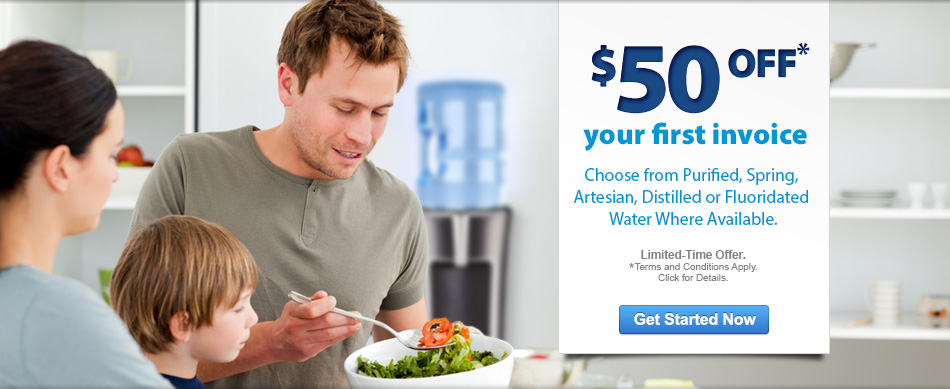 $50 OFF*
your first invoice
Choose from Purified, Spring,
Artesian, Distilled or Fluoridated
Water Where Available.
Limited-Time Offer.
*Terms and Conditions Apply.
Click for Details.
Get Started Now